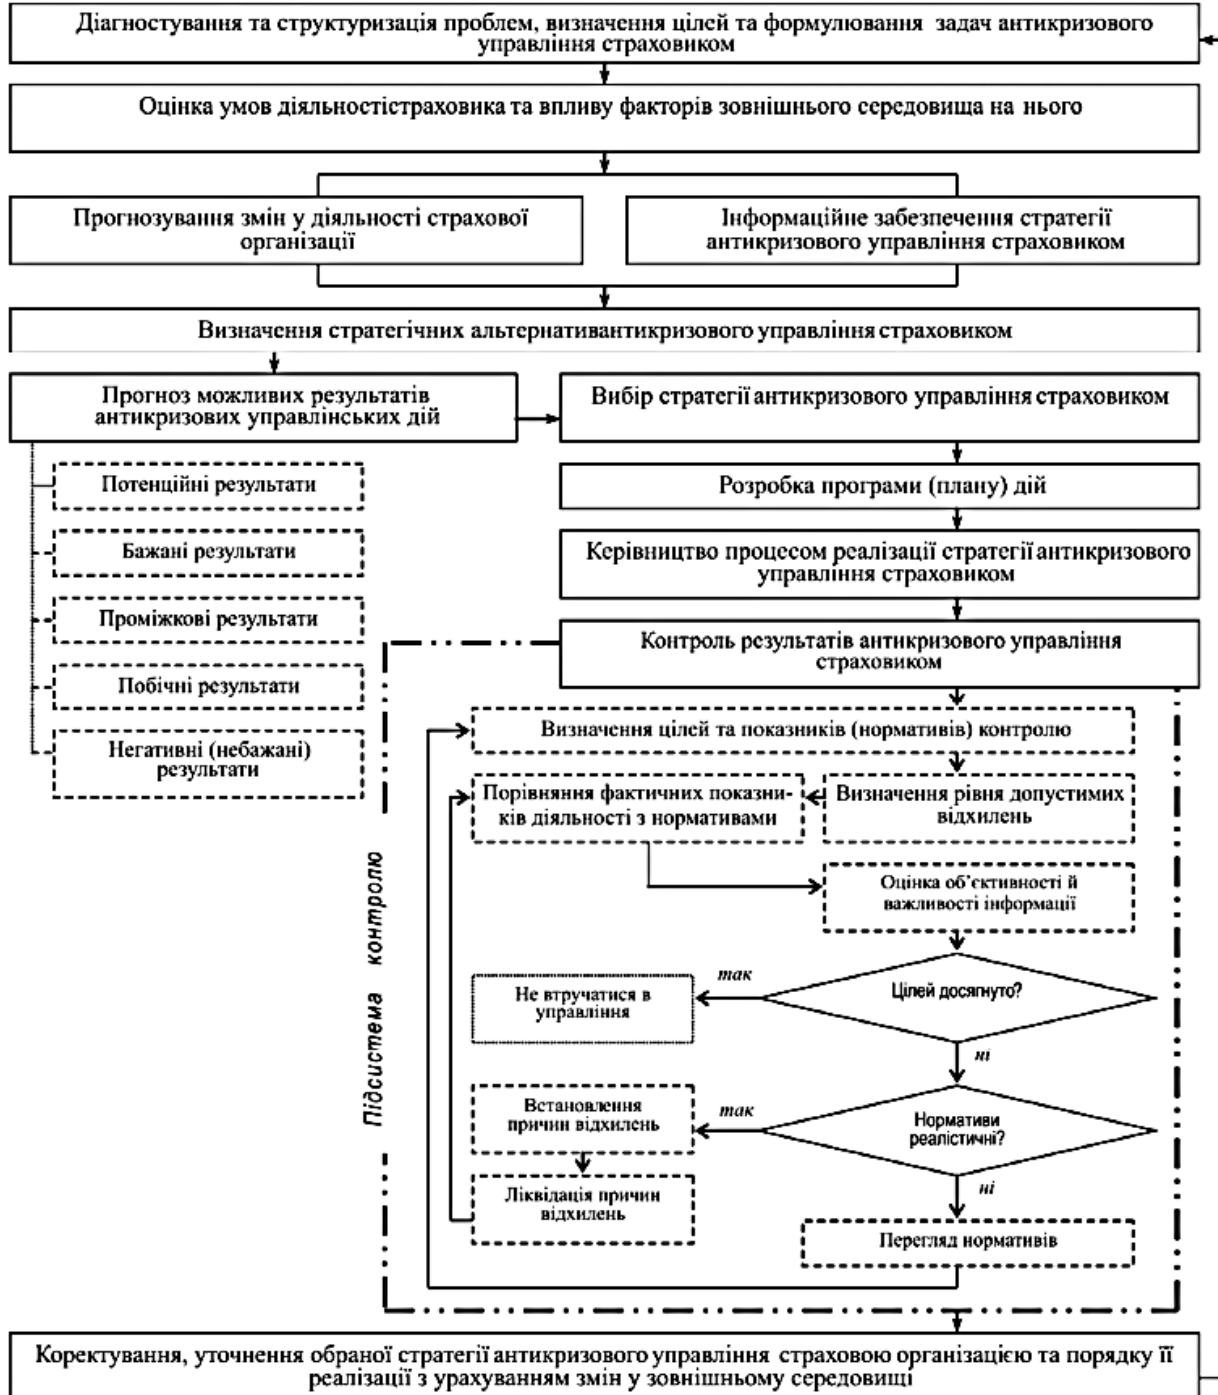 Діагностування та структуризація проблем, визначення цілей та формулювання задач антикризового
управління страховиком
Оцінка умов діяльностістраховика та впливу факторів зовнішнього середовища на нього
Прогнозування змін у діяльності страхової
організації
Інформаційне забезпечення стратегії
антикризового управління страховиком
Визначення стратегічних альтернативантикризового управління страховиком
Прогноз можливих результатів
антикризових управлінських дій
Вибір стратегії антикризового управління страховиком
Потенційні результати
Бажані результати
Проміжкові результати
Побічні результати
Негативні (небажані)
результати
Розробка програми (плану) дій
Керівництво процесом реалізації стратегії антикризового
управління страховиком
Контроль результатів антикризового управління
страховиком
Підсистема контролю
Визначення цілей та показників (нормативів) контролю
Порівняння фактичних показни-
ків діяльності з нормативами
Визначення рівня допустимих
відхилень
Оцінка об’єктивності й
важливості інформації
Цілей досягнуто?
так
Не втручатися в
управління
ні
Нормативи
реалістичні?
так
Встановлення
причин відхилень
Ліквідація причин
відхилень
ні
Перегляд нормативів
Коректування, уточнення обраної стратегії антикризового управління страховою організацією та порядку її
реалізації з урахуванням змін у зовнішньому середовищі